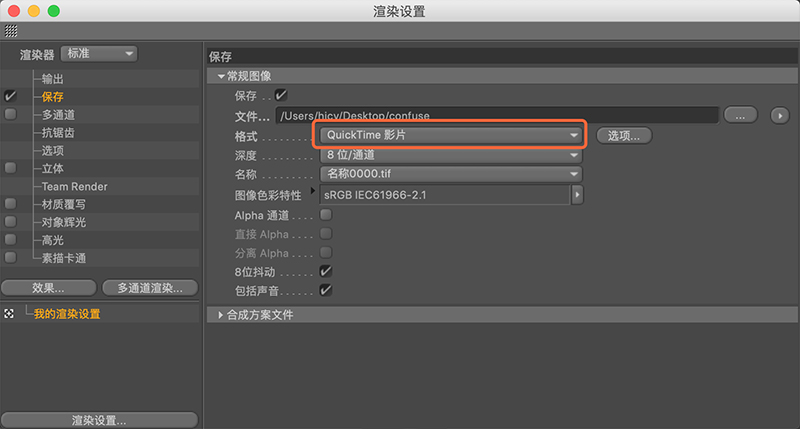 渲染设置
渲染器 标准
输出
保存
多通道
抗锯齿
选项
立体
Team Render
材质覆写
对象辉光
高光
素描卡通
效果... 多通道渲染...
我的渲染设置
渲染设置...
保存
常规图像
保存 . .
文件... /Users/hjcy/Desktop/confuse ...
格式 . . . . . . QuickTime 影片 选项...
深度 . . . . . . 8 位/通道
名称 . . . . . . 名称0000.tif
图像色彩特性 sRGB IEC61966-2.1
Alpha 通道
直接 Alpha . .
分离 Alpha . .
8位抖动 . . . .
包括声音 . . . . .
合成方案文件